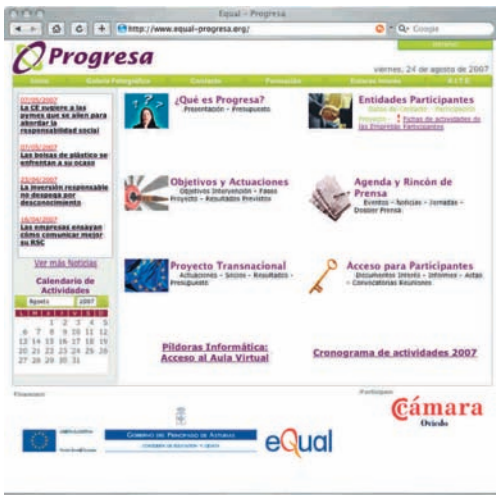 Equal - Progresa
http://www.equal-progresa.org/
Google
Progresa
viernes, 24 de agosto de 2007
Inicio Galería Fotográfica Contacto Formación Enlaces Interés
07/05/2007
La CE sugiere a las
pymes que se alíen para
abordar la
responsabilidad social
07/05/2007
Las bolsas de plástico se
enfrentan a su ocaso
23/04/2007
La inversión responsable
no despega por
desconocimiento
16/04/2007
Las empresas ensayan
cómo comunicar mejor
su RSC
Ver más Noticias
Calendario de
Actividades
Agosto 2007
L M M J V S D
1 2 3 4 5
6 7 8 9 10 11 12
13 14 15 16 17 18 19
20 21 22 23 24 25 26
27 28 29 30 31
¿Qué es Progresa?
Presentación - Presupuesto
Entidades Participantes
Datos de Contacto - Participante
Proyecto - ! Fichas de actividades de
las Empresas Participantes
Objetivos y Actuaciones
Objetivos Intervención - Fases
Proyecto - Resultados Previstos
Agenda y Rincón de
Prensa
Eventos - Noticias - Jornadas -
Dossier Prensa
Proyecto Transnacional
Actuaciones - Socios - Resultados -
Presupuesto
Acceso para Participantes
Documentos Interés - Informes - Actas
- Convocatorias Reuniones
Píldoras Informática:
Acceso al Aula Virtual
Cronograma de actividades 2007
GOBIERNO DEL PRINCIPADO DE ASTURIAS
eQual
Cámara
Oviedo